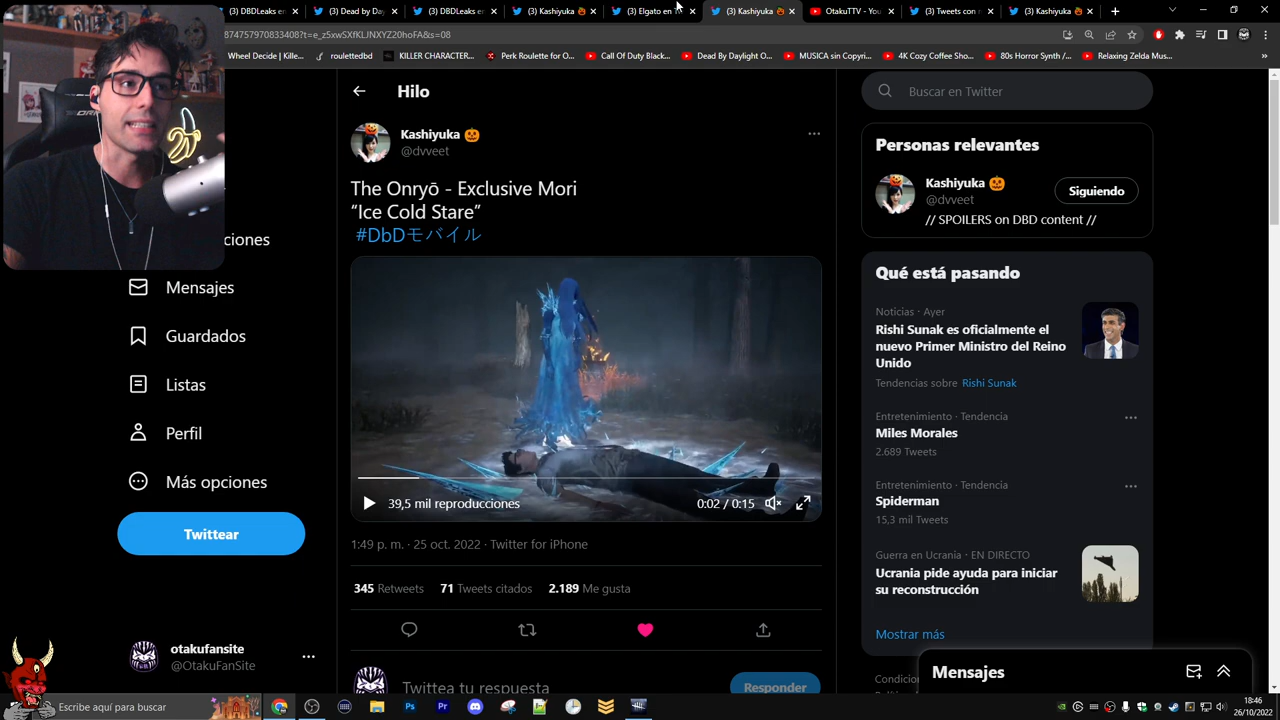 (3) DBDLeaks en
(3) Dead by Day
(3) DBDLeaks en
(3) Kashiyuka 🎃
(3) Elgato en T
(3) Kashiyuka 🎃
OtakuTTV - You
(3) Tweets con n
(3) Kashiyuka 🎃
874757970833408?t=e_z5xwSXfKLJNXYZ20hoFA&s=08
Wheel Decide | Kille...
roulettedbd
KILLER CHARACTER...
Perk Roulette for O...
Call Of Duty Black...
Dead By Daylight O...
MUSICA sin Copyri...
4K Cozy Coffee Sho...
80s Horror Synth /...
Relaxing Zelda Mus...
Hilo
Buscar en Twitter
Kashiyuka 🎃
@dvveet
The Onryō - Exclusive Mori
“Ice Cold Stare”
#DbDモバイル
Personas relevantes
Kashiyuka 🎃
@dvveet
Siguiendo
// SPOILERS on DBD content //
ciones
Mensajes
Guardados
Listas
Perfil
Más opciones
Twittear
39,5 mil reproducciones
0:02 / 0:15
1:49 p. m. · 25 oct. 2022 · Twitter for iPhone
345 Retweets 71 Tweets citados 2.189 Me gusta
Qué está pasando
Noticias · Ayer
Rishi Sunak es oficialmente el
nuevo Primer Ministro del Reino
Unido
Tendencias sobre Rishi Sunak
Entretenimiento · Tendencia
Miles Morales
2.689 Tweets
Entretenimiento · Tendencia
Spiderman
15,3 mil Tweets
Guerra en Ucrania · EN DIRECTO
Ucrania pide ayuda para iniciar
su reconstrucción
Mostrar más
otakufansite
@OtakuFanSite
Twittea tu respuesta
Responder
Condicion
Mensajes
Escribe aquí para buscar
18:46
26/10/2022